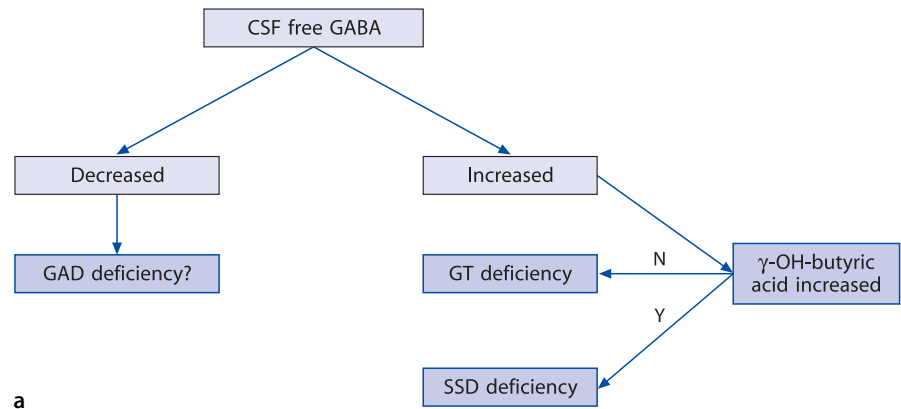 CSF free GABA
Decreased
Increased
GAD deficiency?
GT deficiency
N
γ-OH-butyric
acid increased
Y
SSD deficiency
a